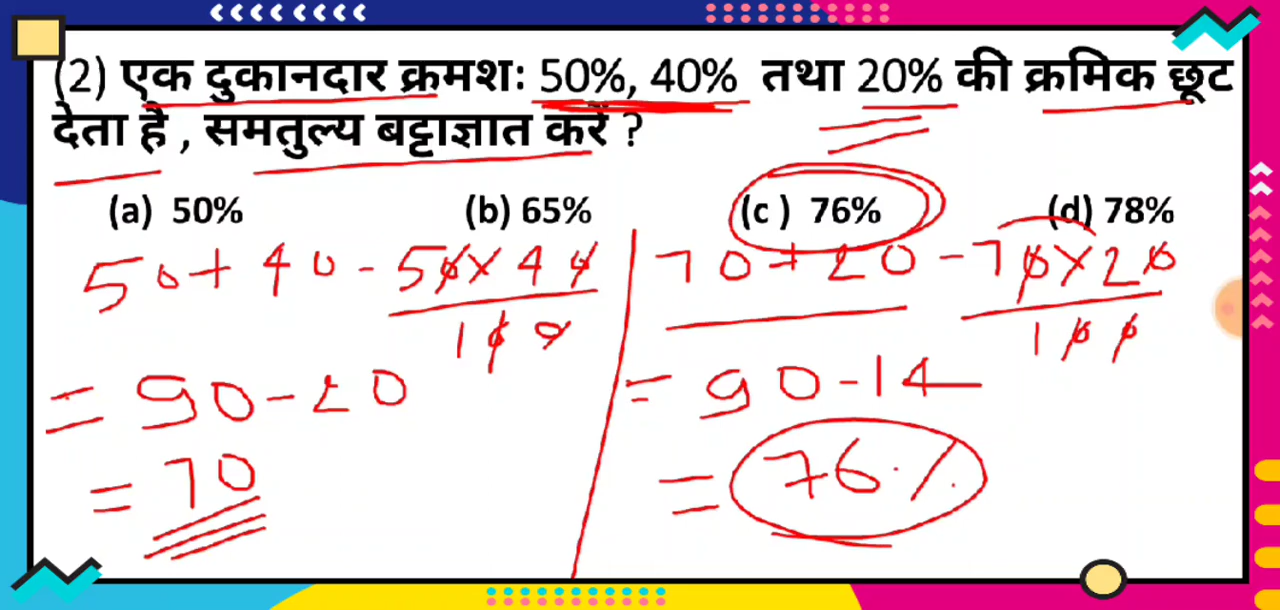 (2) एक दुकानदार क्रमश: 50%, 40% तथा 20% की क्रमिक छूट
देता है , समतुल्य बट्टाज्ञात करें ?
(a) 50% (b) 65% (c ) 76% (d) 78%
50 + 40 - 50 × 40 / 100
= 90 - 20
= 70
70 + 20 - 70 × 20 / 100
= 90 - 14
= 76%